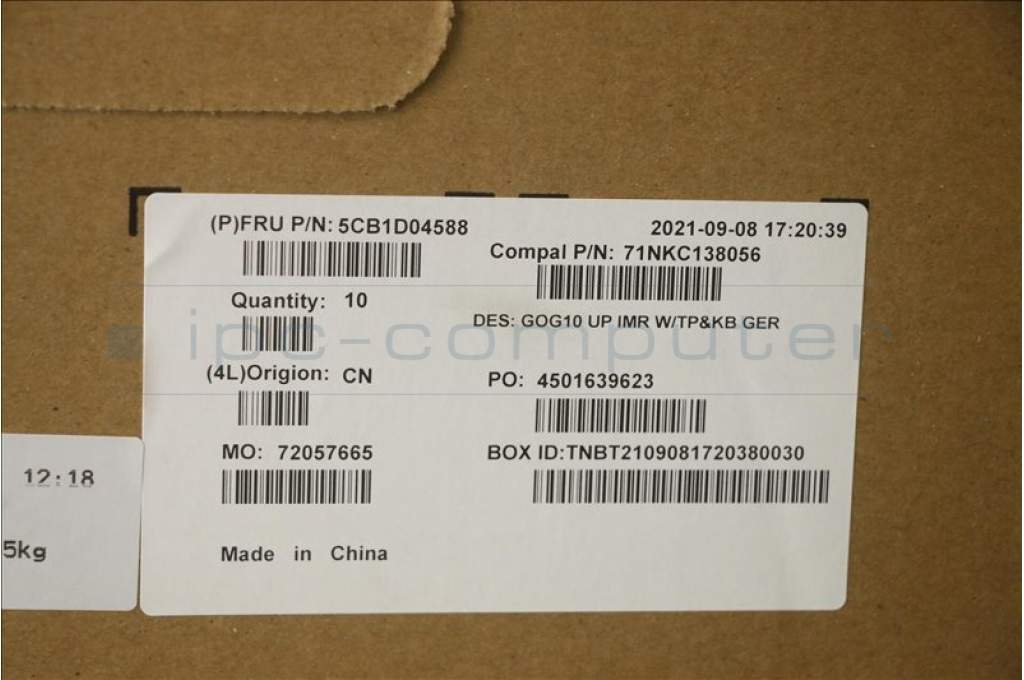 (P)FRU P/N: 5CB1D04588
2021-09-08 17:20:39
Compal P/N: 71NKC138056
Quantity: 10
DES: GOG10 UP IMR W/TP&KB GER
ipc-computer
(4L)Origion: CN
PO: 4501639623
MO: 72057665
BOX ID:TNBT2109081720380030
12:18
5kg
Made in China